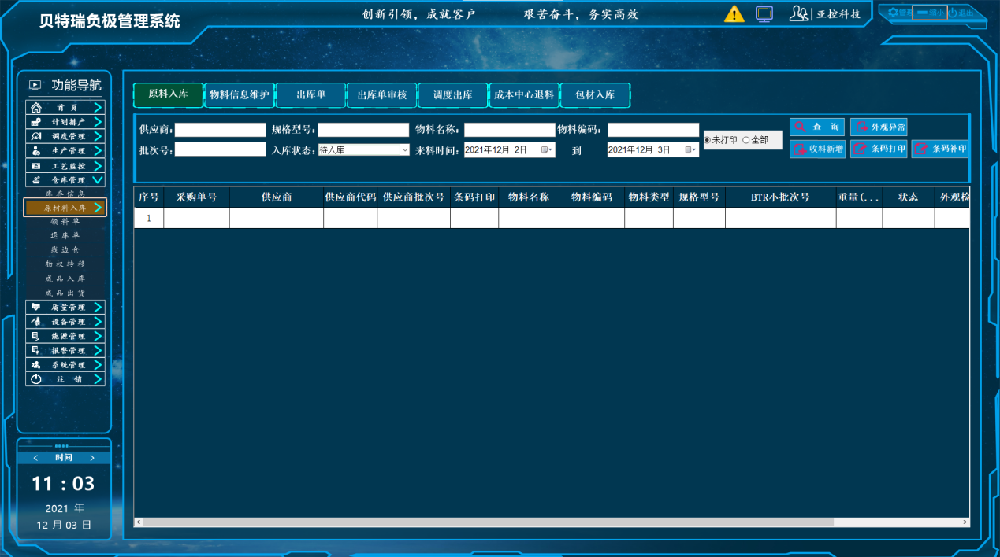 贝特瑞负极管理系统
创新引领，成就客户 艰苦奋斗，务实高效
亚控科技
管理 缩小 退出
功能导航
首 页
计划排产
调度管理
生产管理
工艺监控
仓库管理
库存信息
原材料入库
领料单
退库单
线边仓
物权转移
成品入库
成品出货
质量管理
设备管理
能源管理
报警管理
系统管理
注 销
< 时间 >
11 : 03
2021 年
12 月 03 日
原料入库 物料信息维护 出库单 出库单审核 调度出库 成本中心退料 包材入库
供应商: 规格型号: 物料名称: 物料编码: 未打印 全部 查 询 外观异常
批次号: 入库状态: 待入库 来料时间: 2021年12月 2日 到 2021年12月 3日 收料新增 条码打印 条码补印
序号 采购单号 供应商 供应商代码 供应商批次号 条码打印 物料名称 物料编码 物料类型 规格型号 BTR小批次号 重量(... 状态 外观检
1